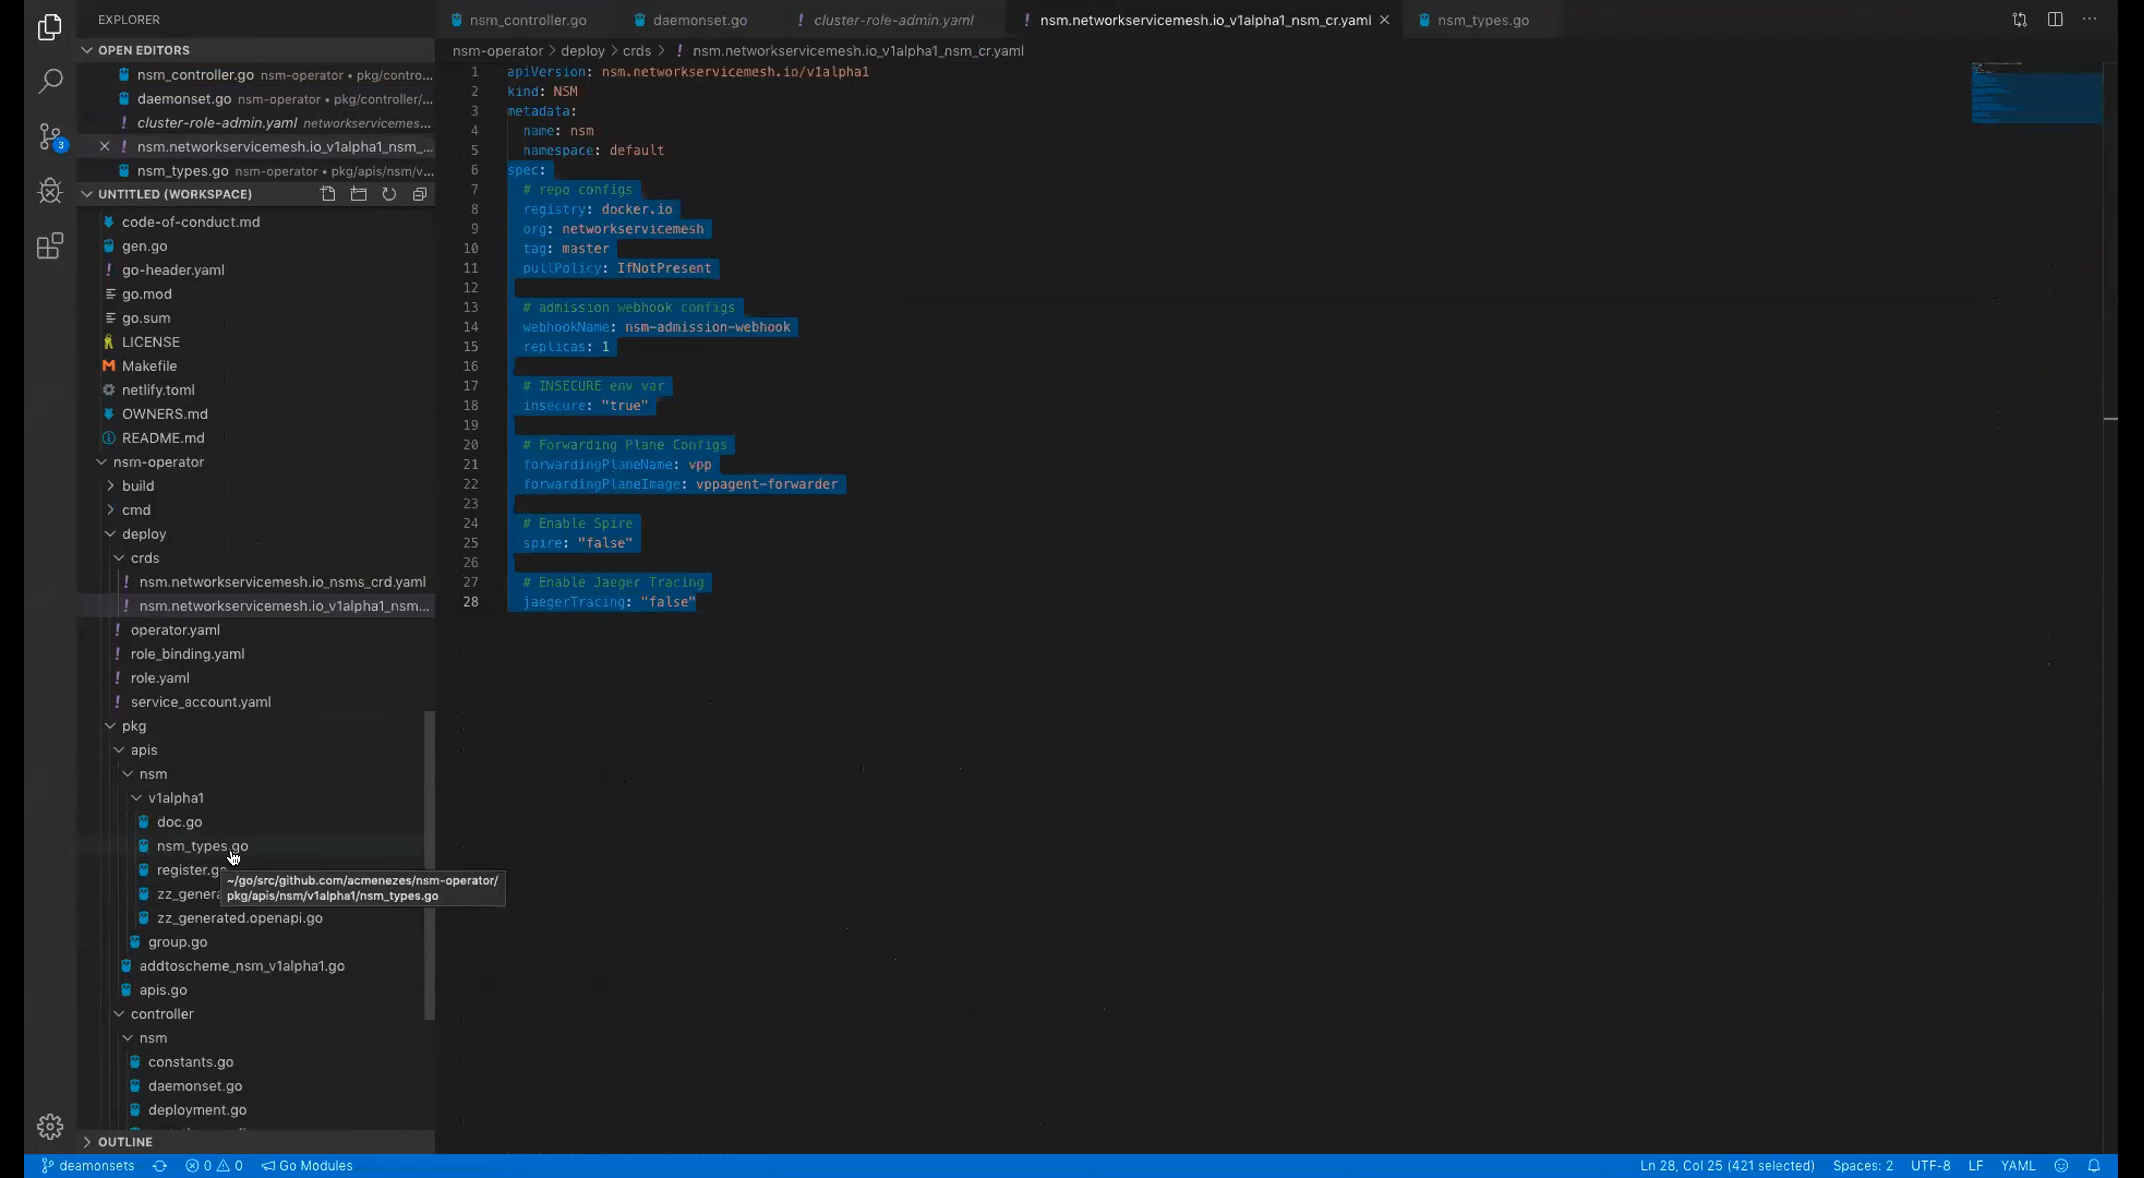 EXPLORER
OPEN EDITORS
nsm_controller.go nsm-operator • pkg/contro...
daemonset.go nsm-operator • pkg/controller/...
! cluster-role-admin.yaml networkservicemes...
! nsm.networkservicemesh.io_v1alpha1_nsm_...
nsm_types.go nsm-operator • pkg/apis/nsm/v...
3
UNTITLED (WORKSPACE)
code-of-conduct.md
gen.go
! go-header.yaml
go.mod
go.sum
LICENSE
Makefile
netlify.toml
OWNERS.md
README.md
nsm-operator
build
cmd
deploy
crds
! nsm.networkservicemesh.io_nsms_crd.yaml
! nsm.networkservicemesh.io_v1alpha1_nsm...
! operator.yaml
! role_binding.yaml
! role.yaml
! service_account.yaml
pkg
apis
nsm
v1alpha1
doc.go
nsm_types.go
register.go
zz_genera
~/go/src/github.com/acmenezes/nsm-operator/
pkg/apis/nsm/v1alpha1/nsm_types.go
zz_generated.openapi.go
group.go
addtoscheme_nsm_v1alpha1.go
apis.go
controller
nsm
constants.go
daemonset.go
deployment.go
OUTLINE
nsm_controller.go daemonset.go ! cluster-role-admin.yaml ! nsm.networkservicemesh.io_v1alpha1_nsm_cr.yaml nsm_types.go
nsm-operator > deploy > crds > ! nsm.networkservicemesh.io_v1alpha1_nsm_cr.yaml
1 apiVersion: nsm.networkservicemesh.io/v1alpha1
2 kind: NSM
3 metadata:
4 name: nsm
5 namespace: default
6 spec:
7 # repo configs
8 registry: docker.io
9 org: networkservicemesh
10 tag: master
11 pullPolicy: IfNotPresent
12
13 # admission webhook configs
14 webhookName: nsm-admission-webhook
15 replicas: 1
16
17 # INSECURE env var
18 insecure: "true"
19
20 # Forwarding Plane Configs
21 forwardingPlaneName: vpp
22 forwardingPlaneImage: vppagent-forwarder
23
24 # Enable Spire
25 spire: "false"
26
27 # Enable Jaeger Tracing
28 jaegerTracing: "false"
deamonsets 0 0 Go Modules Ln 28, Col 25 (421 selected) Spaces: 2 UTF-8 LF YAML